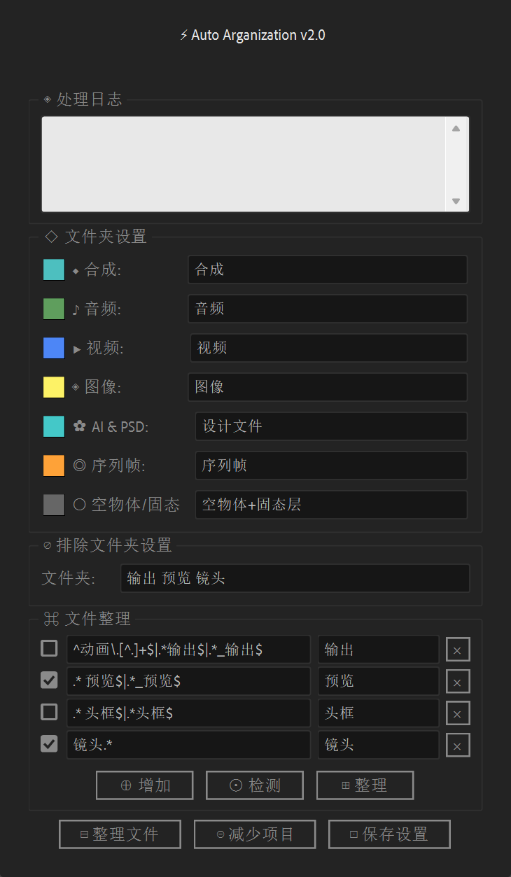 ⚡ Auto Arganization v2.0
◈ 处理日志
◇ 文件夹设置
◆ 合成: 合成
♪ 音频: 音频
▶ 视频: 视频
◈ 图像: 图像
✿ AI & PSD: 设计文件
◎ 序列帧: 序列帧
○ 空物体/固态 空物体+固态层
⊘ 排除文件夹设置
文件夹: 输出 预览 镜头
⌘ 文件整理
^动画\.[^.]+$|.*输出$|.*_输出$ 输出 ×
.* 预览$|.*_预览$ 预览 ×
.* 头框$|.*头框$ 头框 ×
镜头.* 镜头 ×
⊕ 增加 ⊙ 检测 ⊞ 整理
⊟ 整理文件 ⊝ 减少项目 □ 保存设置